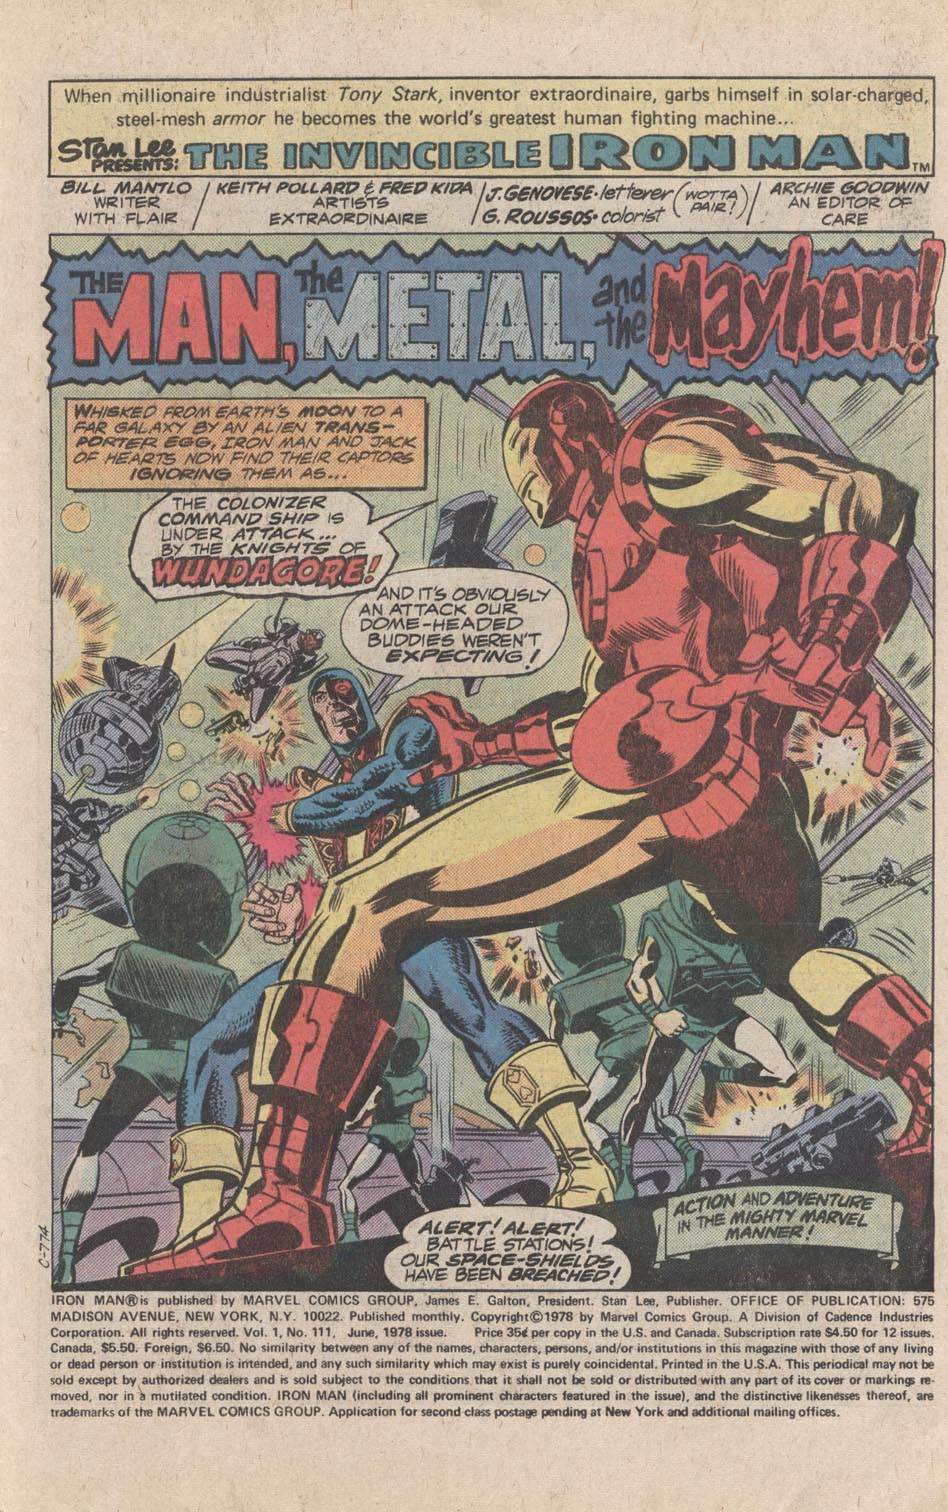 When millionaire industrialist Tony Stark, inventor extraordinaire, garbs himself in solar-charged,
steel-mesh armor he becomes the world's greatest human fighting machine...
Stan Lee
PRESENTS:
THE INVINCIBLE IRON MAN™
BILL MANTLO
WRITER
WITH FLAIR
KEITH POLLARD & FRED KIDA
ARTISTS
EXTRAORDINAIRE
J. GENOVESE • letterer
G. ROUSSOS • colorist
(WOTTA
PAIR!)
ARCHIE GOODWIN
AN EDITOR OF
CARE
THE MAN, the METAL, and the Mayhem!
WHISKED FROM EARTH'S MOON TO A
FAR GALAXY BY AN ALIEN TRANS-
PORTER EGG, IRON MAN AND JACK
OF HEARTS NOW FIND THEIR CAPTORS
IGNORING THEM AS...
THE COLONIZER
COMMAND SHIP IS
UNDER ATTACK...
BY THE KNIGHTS OF
WUNDAGORE!
AND IT'S OBVIOUSLY
AN ATTACK OUR
DOME-HEADED
BUDDIES WEREN'T
EXPECTING!
ALERT! ALERT!
BATTLE STATIONS!
OUR SPACE-SHIELDS
HAVE BEEN BREACHED!
ACTION AND ADVENTURE
IN THE MIGHTY MARVEL
MANNER!
C-774
IRON MAN® is published by MARVEL COMICS GROUP, James E. Galton, President. Stan Lee, Publisher. OFFICE OF PUBLICATION: 575
MADISON AVENUE, NEW YORK, N.Y. 10022. Published monthly. Copyright © 1978 by Marvel Comics Group. A Division of Cadence Industries
Corporation. All rights reserved. Vol. 1, No. 111, June, 1978 issue. Price 35¢ per copy in the U.S. and Canada. Subscription rate $4.50 for 12 issues.
Canada, $5.50. Foreign, $6.50. No similarity between any of the names, characters, persons, and/or institutions in this magazine with those of any living
or dead person or institution is intended, and any such similarity which may exist is purely coincidental. Printed in the U.S.A. This periodical may not be
sold except by authorized dealers and is sold subject to the conditions that it shall not be sold or distributed with any part of its cover or markings re-
moved, nor in a mutilated condition. IRON MAN (including all prominent characters featured in the issue), and the distinctive likenesses thereof, are
trademarks of the MARVEL COMICS GROUP. Application for second class postage pending at New York and additional mailing offices.